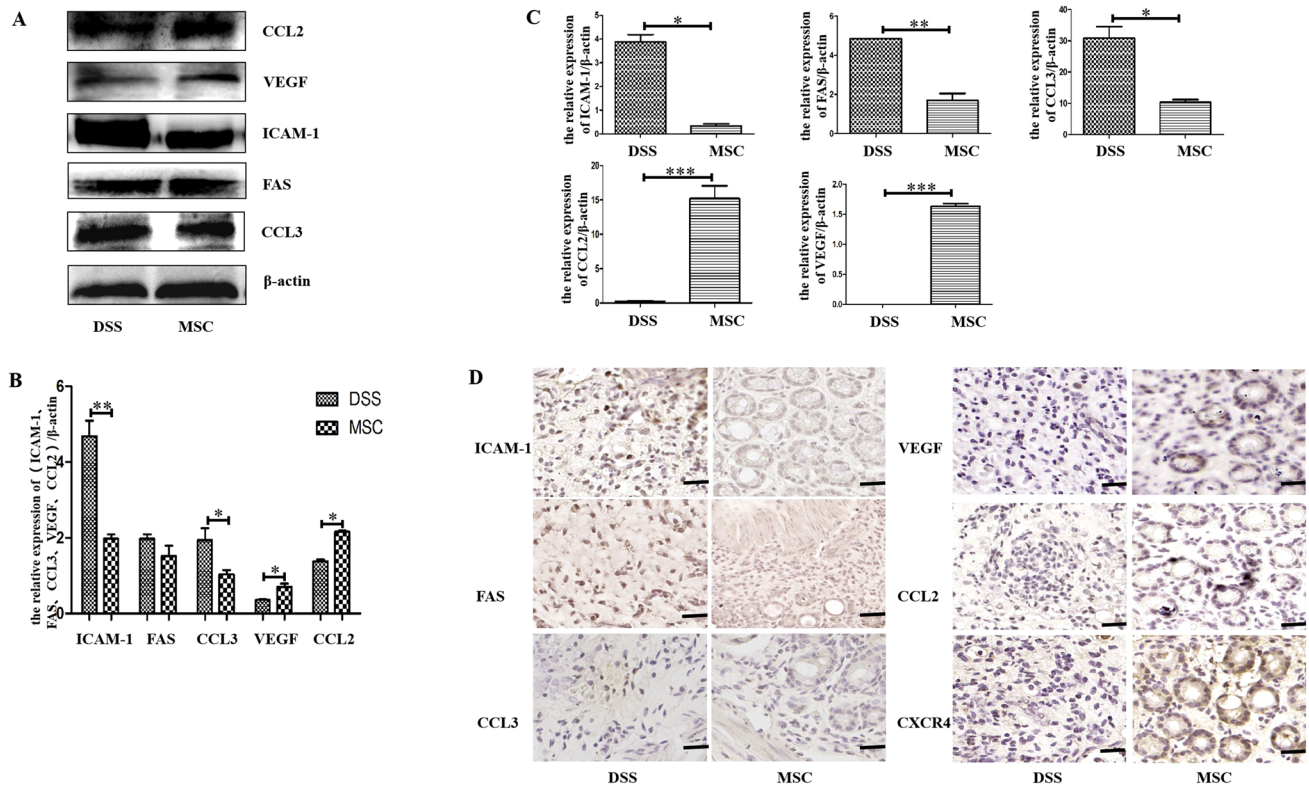 A
CCL2
VEGF
ICAM-1
FAS
CCL3
β-actin
DSS MSC
B
the relative expression of ( ICAM-1、
FAS、CCL3、VEGF、CCL2 ) /β-actin
6
4
2
0
DSS
MSC
**
*
*
*
ICAM-1 FAS CCL3 VEGF CCL2
C
the relative expression
of ICAM-1/β-actin
5
4
3
2
1
0
*
DSS MSC
the relative expression
of FAS/β-actin
6
4
2
0
**
DSS MSC
the relative expression
of CCL3/β-actin
40
30
20
10
0
*
DSS MSC
the relative expression
of CCL2/β-actin
20
15
10
5
0
***
DSS MSC
the relative expression
of VEGF/β-actin
2.0
1.5
1.0
0.5
0.0
***
DSS MSC
D
ICAM-1
FAS
CCL3
DSS MSC
VEGF
CCL2
CXCR4
DSS MSC